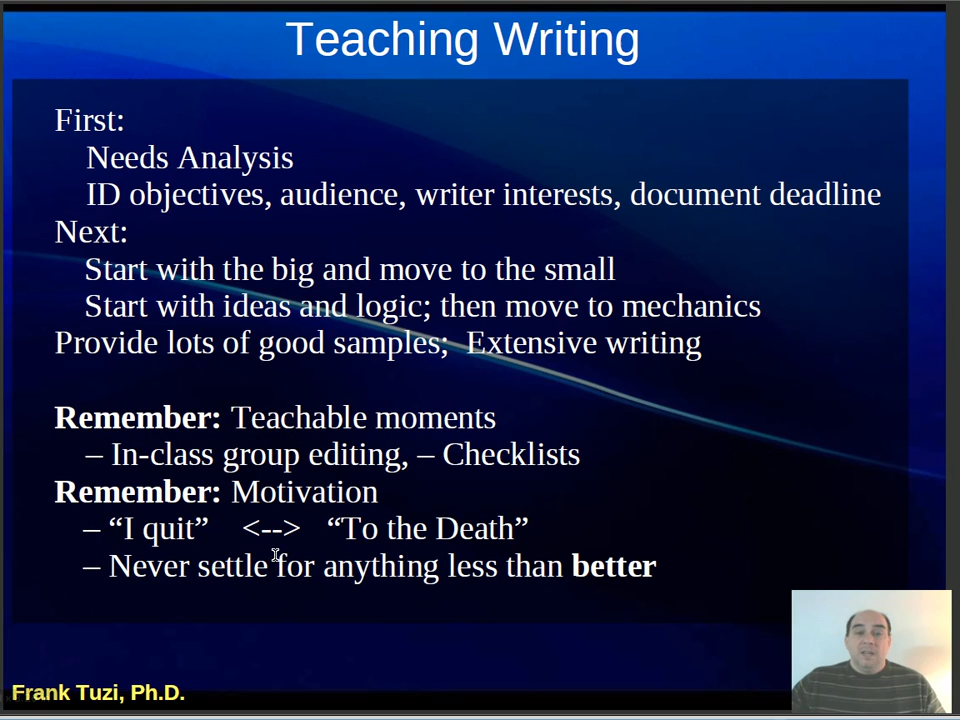 Teaching Writing
First:
Needs Analysis
ID objectives, audience, writer interests, document deadline
Next:
Start with the big and move to the small
Start with ideas and logic; then move to mechanics
Provide lots of good samples;  Extensive writing
Remember: Teachable moments
– In-class group editing, – Checklists
Remember: Motivation
– “I quit”    <-->   “To the Death”
– Never settle for anything less than better
Frank Tuzi, Ph.D.